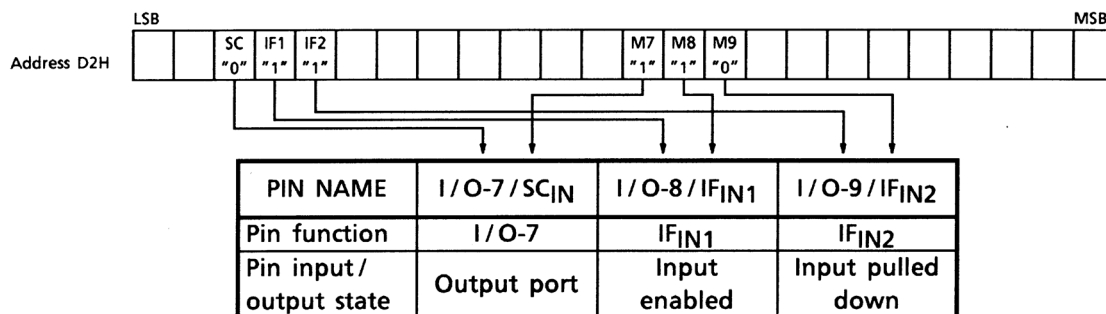 LSB MSB
SC IF1 IF2 M7 M8 M9
Address D2H "0" "1" "1" "1" "1" "0"
PIN NAME I/O-7/SCIN I/O-8/IFIN1 I/O-9/IFIN2
Pin function I/O-7 IFIN1 IFIN2
Pin input/ Input Input pulled
output state Output port enabled down